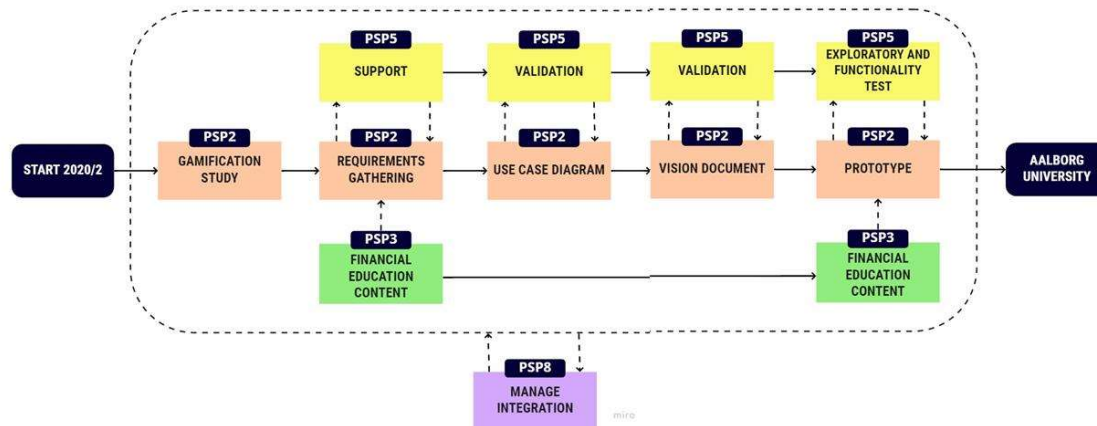 PSP5
SUPPORT
PSP5
VALIDATION
PSP5
VALIDATION
PSP5
EXPLORATORY AND
FUNCTIONALITY
TEST
START 2020/2
PSP2
GAMIFICATION
STUDY
PSP2
REQUIREMENTS
GATHERING
PSP2
USE CASE DIAGRAM
PSP2
VISION DOCUMENT
PSP2
PROTOTYPE
AALBORG
UNIVERSITY
PSP3
FINANCIAL
EDUCATION
CONTENT
PSP3
FINANCIAL
EDUCATION
CONTENT
PSP8
MANAGE
INTEGRATION
miro